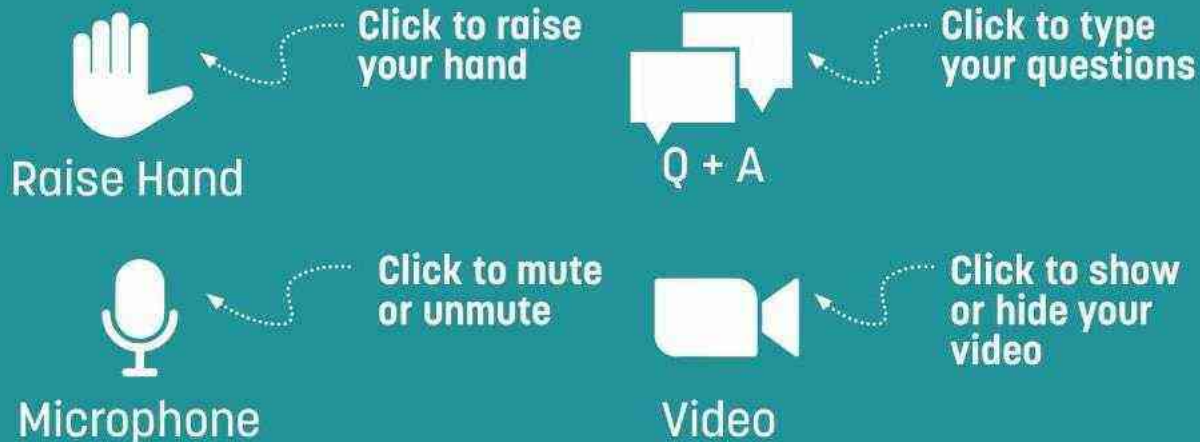 Click to raise
your hand
Raise Hand
Click to type
your questions
Q + A
Click to mute
or unmute
Microphone
Click to show
or hide your
video
Video